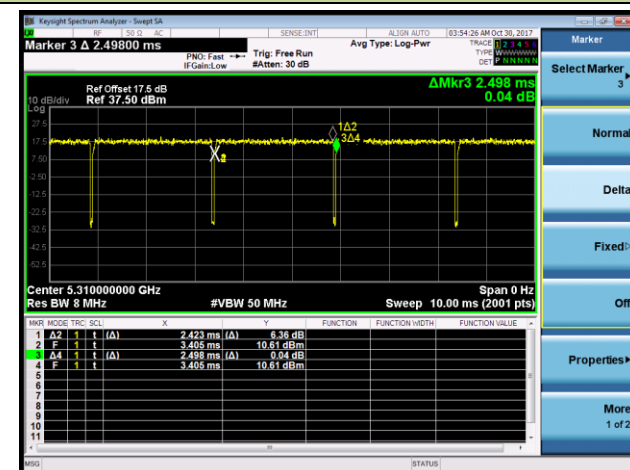 Keysight Spectrum Analyzer - Swept SA
RF 50 Ω AC SENSE:INT ALIGN AUTO 03:54:26 AM Oct 30, 2017
Marker 3 Δ 2.49800 ms
PNO: Fast Trig: Free Run
IFGain:Low #Atten: 30 dB
Avg Type: Log-Pwr
TRACE 1 2 3 4 5 6
TYPE WWWWWW
DET P N N N N N
Ref Offset 17.5 dB
10 dB/div Ref 37.50 dBm
Log
ΔMkr3 2.498 ms
0.04 dB
27.5
17.5
7.50
-2.50
-12.5
-22.5
-32.5
-42.5
-52.5
1Δ2
3Δ4
Center 5.310000000 GHz Span 0 Hz
Res BW 8 MHz #VBW 50 MHz Sweep 10.00 ms (2001 pts)
MKR MODE TRC SCL X Y FUNCTION FUNCTION WIDTH FUNCTION VALUE
1 Δ2 1 t (Δ) 2.423 ms (Δ) 6.36 dB
2 F 1 t 3.405 ms 10.61 dBm
3 Δ4 1 t (Δ) 2.498 ms (Δ) 0.04 dB
4 F 1 t 3.405 ms 10.61 dBm
5
6
7
8
9
10
11
MSG STATUS
Marker
Select Marker
3
Normal
Delta
Fixed
Off
Properties
More
1 of 2